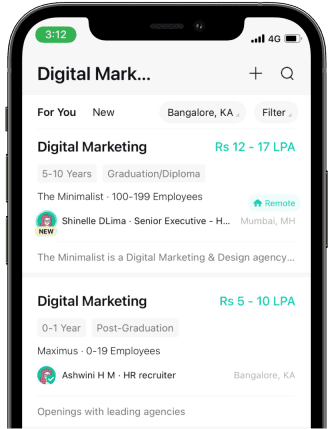 3:12 4G
Digital Mark...
For You New Bangalore, KA Filter
Digital Marketing Rs 12 - 17 LPA
5-10 Years Graduation/Diploma
The Minimalist · 100-199 Employees
Remote
Shinelle DLima · Senior Executive - H... Mumbai, MH
NEW
The Minimalist is a Digital Marketing & Design agency...
Digital Marketing Rs 5 - 10 LPA
0-1 Year Post-Graduation
Maximus · 0-19 Employees
Ashwini H M · HR recruiter Bangalore, KA
Openings with leading agencies